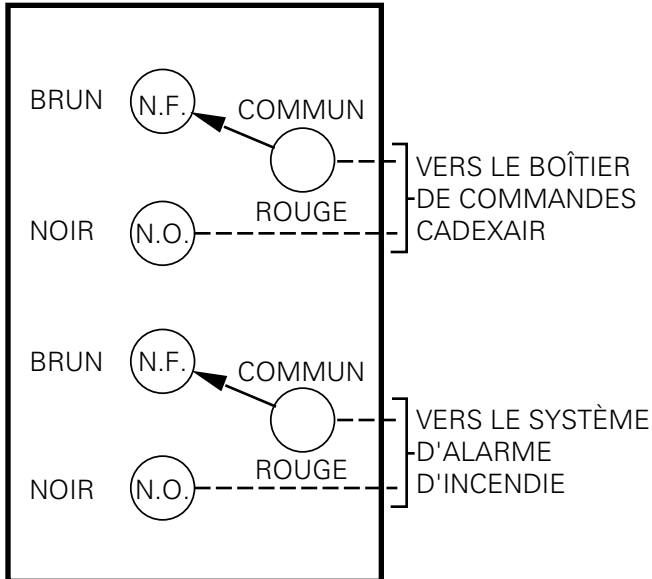 BRUN
N.F.
COMMUN
ROUGE
NOIR
N.O.
VERS LE BOÎTIER
DE COMMANDES
CADEXAIR
BRUN
N.F.
COMMUN
ROUGE
NOIR
N.O.
VERS LE SYSTÈME
D'ALARME
D'INCENDIE